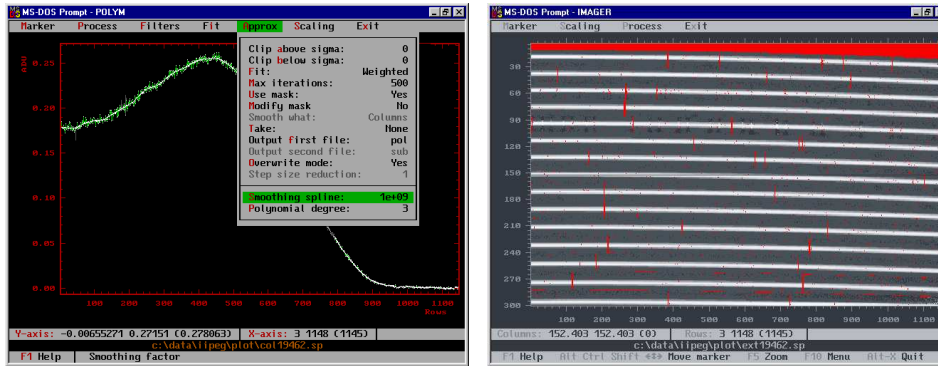 MS-DOS Prompt - POLYM
Marker Process Filters Fit Approx Scaling Exit
Clip above sigma: 0
Clip below sigma: 0
Fit: Weighted
Max iterations: 500
Use mask: Yes
Modify mask No
Smooth what: Columns
Take: None
Output first file: pol
Output second file: sub
Overwrite mode: Yes
Step size reduction: 1
Smoothing spline: 1e+09
Polynomial degree: 3
ADU
0.25
0.20
0.15
0.10
0.05
0.00
100 200 300 400 500 600 700 800 900 1000 1100
Rows
Y-axis: -0.00655271 0.27151 (0.278063) X-axis: 3 1148 (1145)
c:\data\iipeg\plot\col19462.sp
F1 Help Smoothing factor
MS-DOS Prompt - IMAGER
Marker Scaling Process Exit
30
60
90
120
150
180
210
240
270
300
100 200 300 400 500 600 700 800 900 1000 1100
Columns: 152.403 152.403 (0) Rows: 3 1148 (1145)
c:\data\iipeg\plot\ext19462.sp
F1 Help Alt Ctrl Shift Move marker F5 Zoom F10 Menu Alt-X Quit